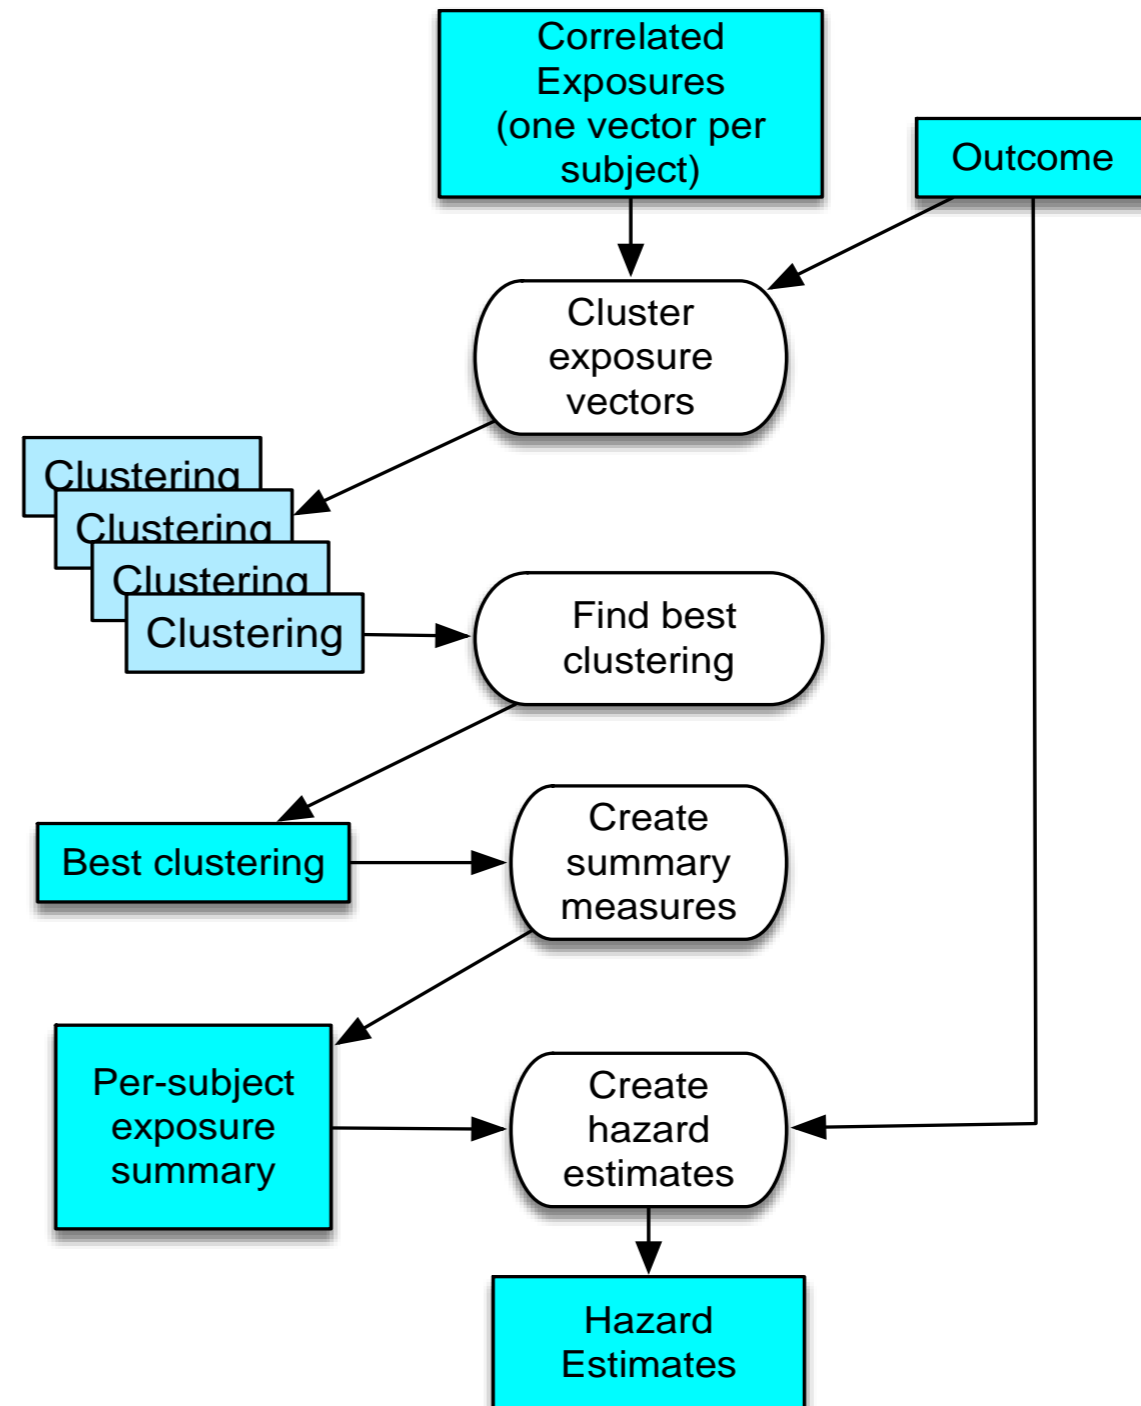 Correlated
Exposures
(one vector per
subject)
Outcome
Cluster
exposure
vectors
Clustering
Clustering
Clustering
Clustering
Find best
clustering
Best clustering
Create
summary
measures
Per-subject
exposure
summary
Create
hazard
estimates
Hazard
Estimates